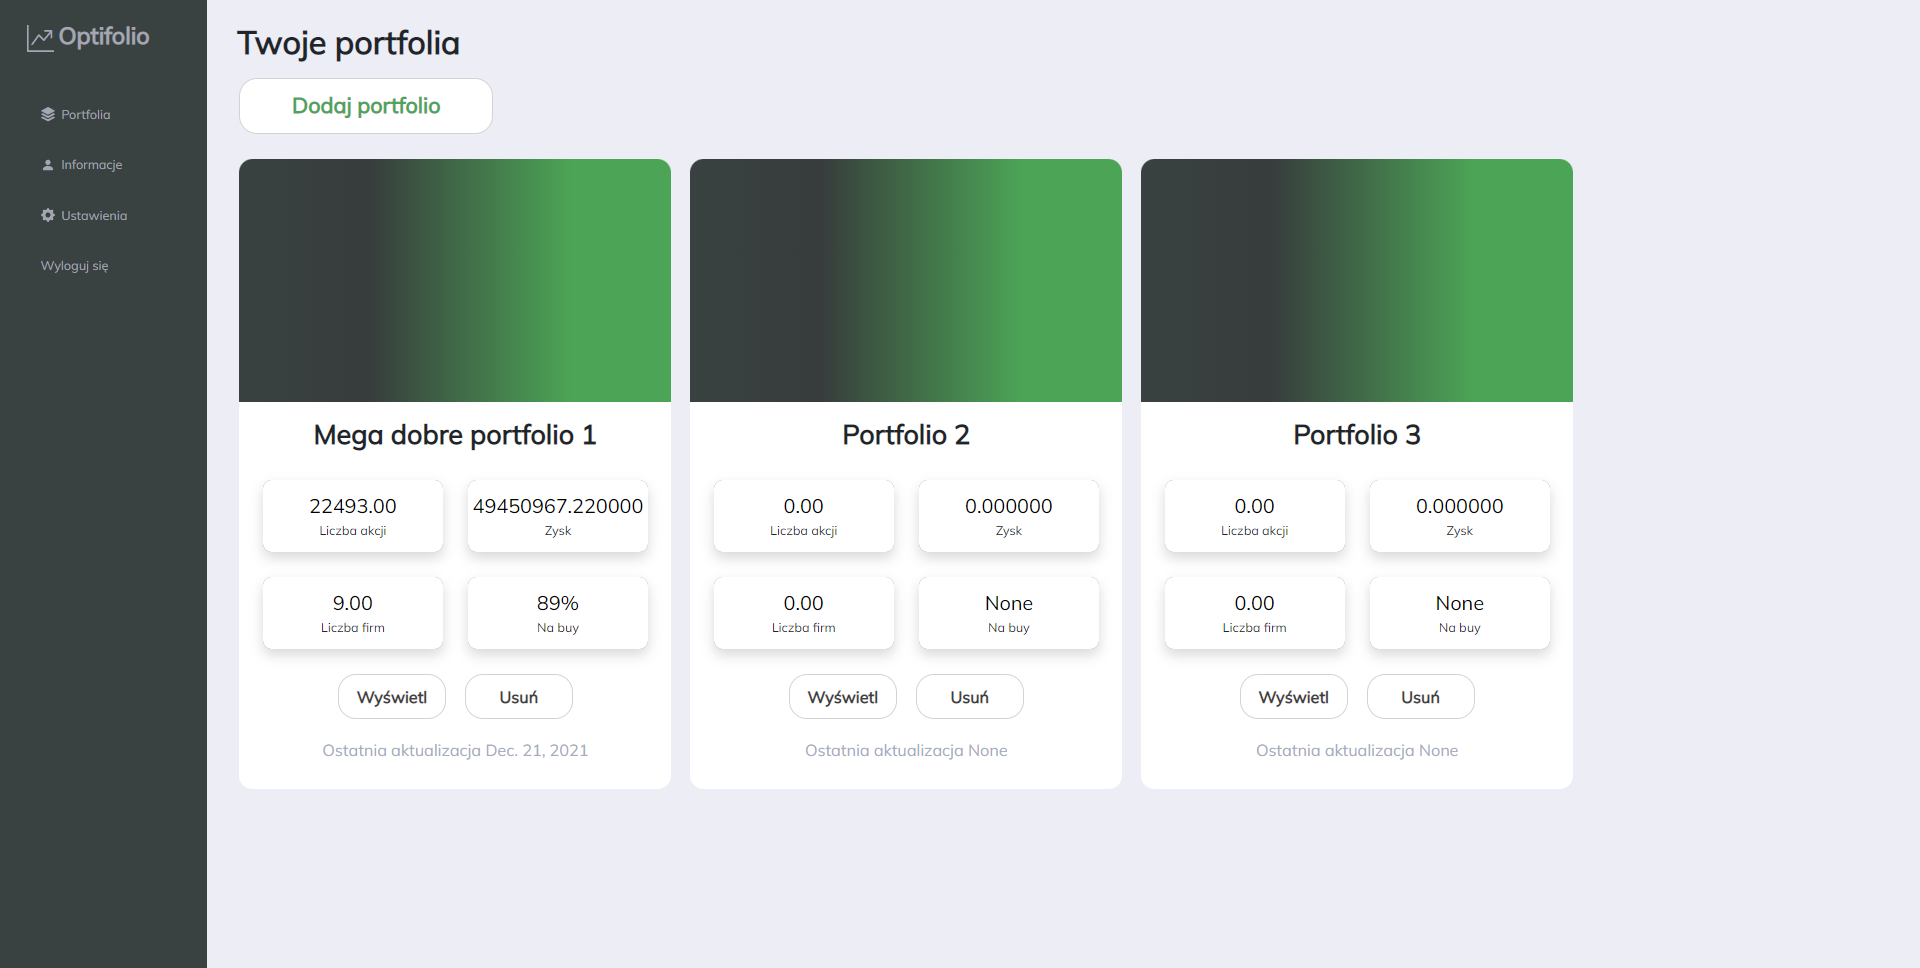 Optifolio
Portfolia
Informacje
Ustawienia
Wyloguj się
Twoje portfolia
Dodaj portfolio
Mega dobre portfolio 1
22493.00
Liczba akcji
49450967.220000
Zysk
9.00
Liczba firm
89%
Na buy
Wyświetl
Usuń
Ostatnia aktualizacja Dec. 21, 2021
Portfolio 2
0.00
Liczba akcji
0.000000
Zysk
0.00
Liczba firm
None
Na buy
Wyświetl
Usuń
Ostatnia aktualizacja None
Portfolio 3
0.00
Liczba akcji
0.000000
Zysk
0.00
Liczba firm
None
Na buy
Wyświetl
Usuń
Ostatnia aktualizacja None